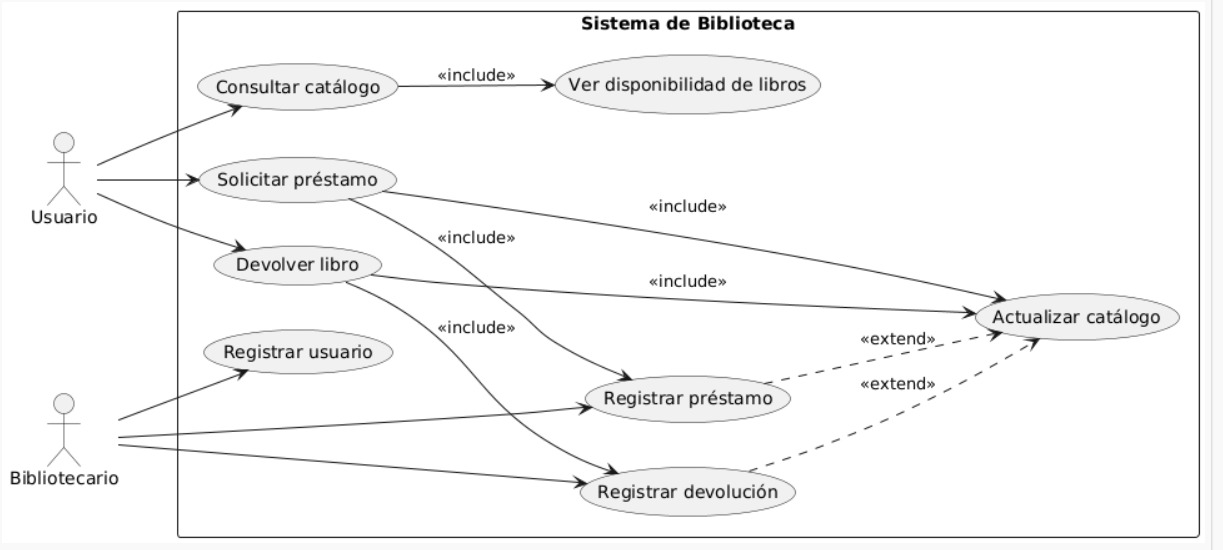 Sistema de Biblioteca
Consultar catálogo
«include»
Ver disponibilidad de libros
Usuario
Solicitar préstamo
«include»
«include»
Devolver libro
«include»
«include»
Actualizar catálogo
Registrar usuario
«extend»
«extend»
Registrar préstamo
Bibliotecario
Registrar devolución